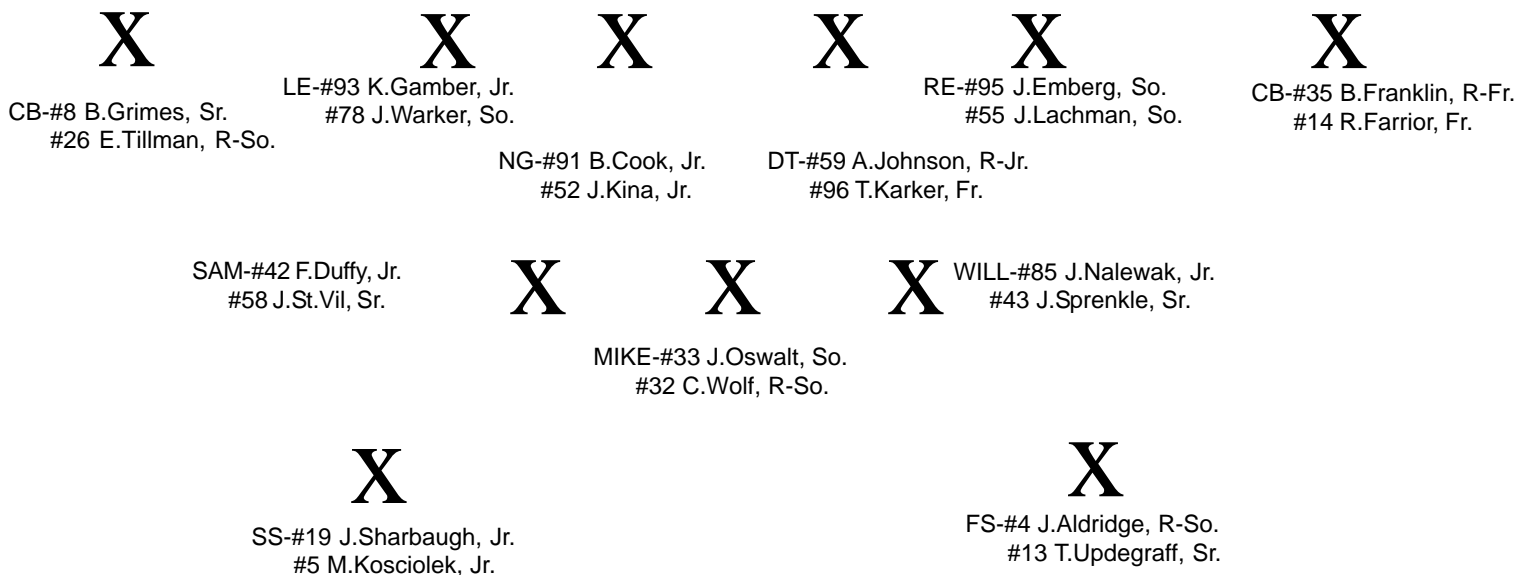 X X X X X X
CB-#8 B.Grimes, Sr.
#26 E.Tillman, R-So.
LE-#93 K.Gamber, Jr.
#78 J.Warker, So.
NG-#91 B.Cook, Jr.
#52 J.Kina, Jr.
DT-#59 A.Johnson, R-Jr.
#96 T.Karker, Fr.
RE-#95 J.Emberg, So.
#55 J.Lachman, So.
CB-#35 B.Franklin, R-Fr.
#14 R.Farrior, Fr.
SAM-#42 F.Duffy, Jr.
#58 J.St.Vil, Sr.
X X X
WILL-#85 J.Nalewak, Jr.
#43 J.Sprenkle, Sr.
MIKE-#33 J.Oswalt, So.
#32 C.Wolf, R-So.
X X
SS-#19 J.Sharbaugh, Jr.
#5 M.Kosciolek, Jr.
FS-#4 J.Aldridge, R-So.
#13 T.Updegraff, Sr.